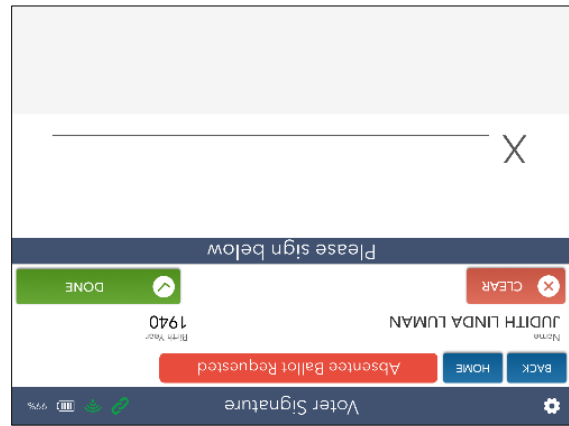 Voter Signature 99%
BACK HOME Absentee Ballot Requested
Name Birth Year
JUDITH LINDA LUMAN 1940
CLEAR DONE
Please sign below
X